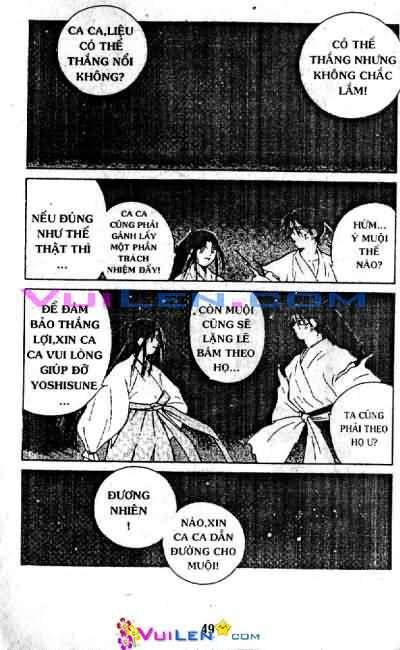 CÓ THỂ
THẮNG NHƯNG
KHÔNG CHẮC
LẮM!
CA CA,LIỆU
CÓ THỂ
THẮNG NỔI
KHÔNG?
HỪM...
Ý MUỘI
THẾ
NÀO?
CA CA
CŨNG PHẢI
GÁNH LẤY
MỘT PHẦN
TRÁCH
NHIỆM ĐẤY!
NẾU ĐÚNG
NHƯ THẾ
THẬT THÌ
...
VUILEN.COM
ĐỂ ĐẢM
BẢO THẮNG
LỢI,XIN CA
CA VUI LÒNG
GIÚP ĐỠ
YOSHISUNE
...
CÒN MUỘI
CŨNG SẼ
LẶNG LẼ
BÁM THEO
HỌ...
TA CŨNG
PHẢI THEO
HỌ Ư?
ĐƯƠNG
NHIÊN
!
NÀO,XIN
CA CA DẪN
ĐƯỜNG CHO
MUỘI!
49
VUILEN.COM